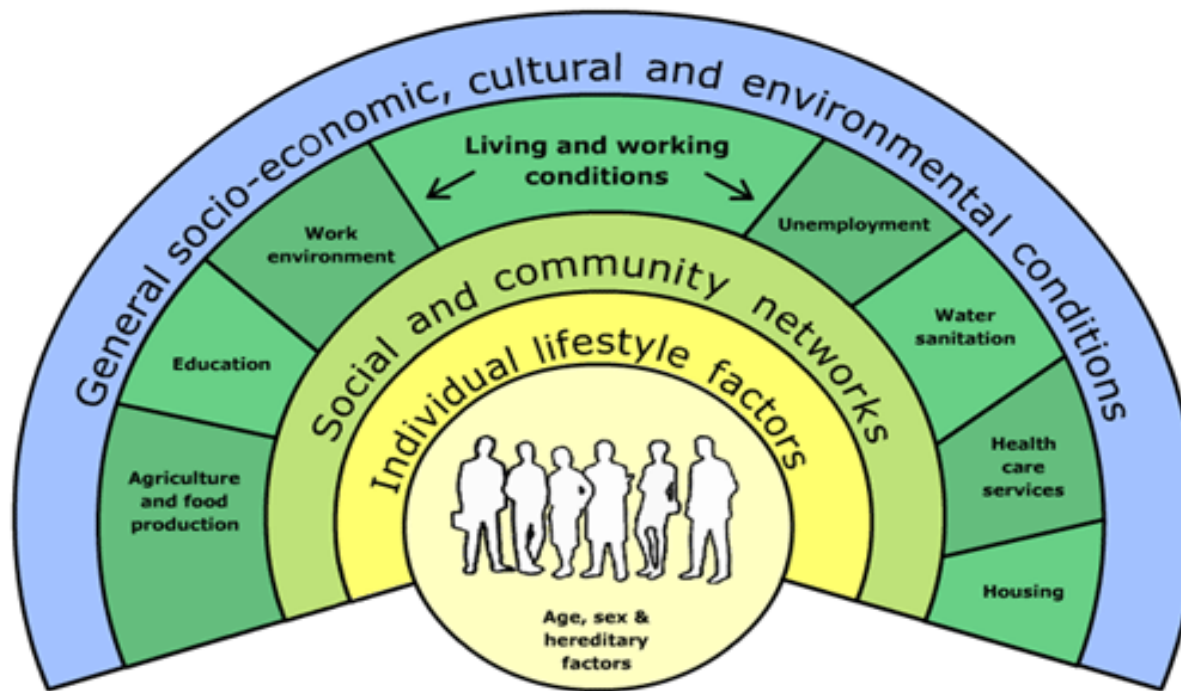 General socio-economic, cultural and environmental conditions
Living and working
conditions
Work
environment
Unemployment
Education
Water
sanitation
Agriculture
and food
production
Health
care
services
Housing
Social and community networks
Individual lifestyle factors
Age, sex &
hereditary
factors